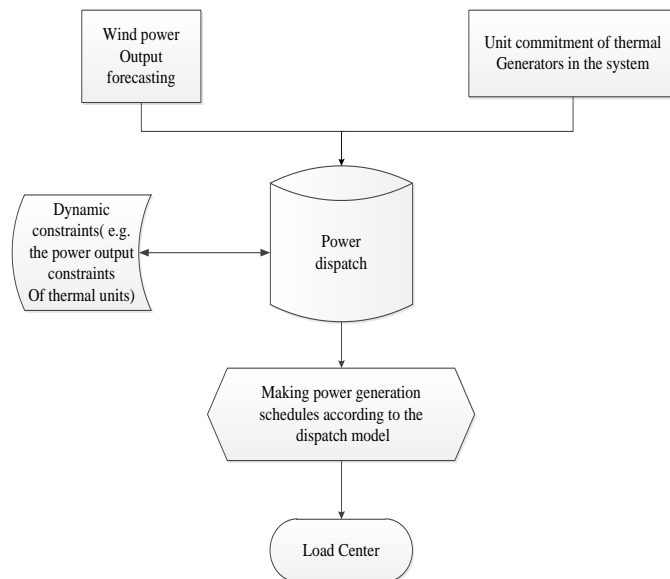 Wind power
Output
forecasting
Unit commitment of thermal
Generators in the system
Dynamic
constraints( e.g.
the power output
constraints
Of thermal units)
Power
dispatch
Making power generation
schedules according to the
dispatch model
Load Center